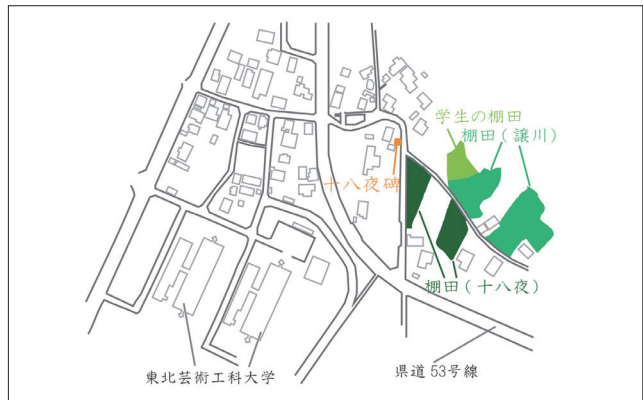 学生の棚田
棚田(譲川)
十八夜碑
棚田(十八夜)
東北芸術工科大学
県道53号線